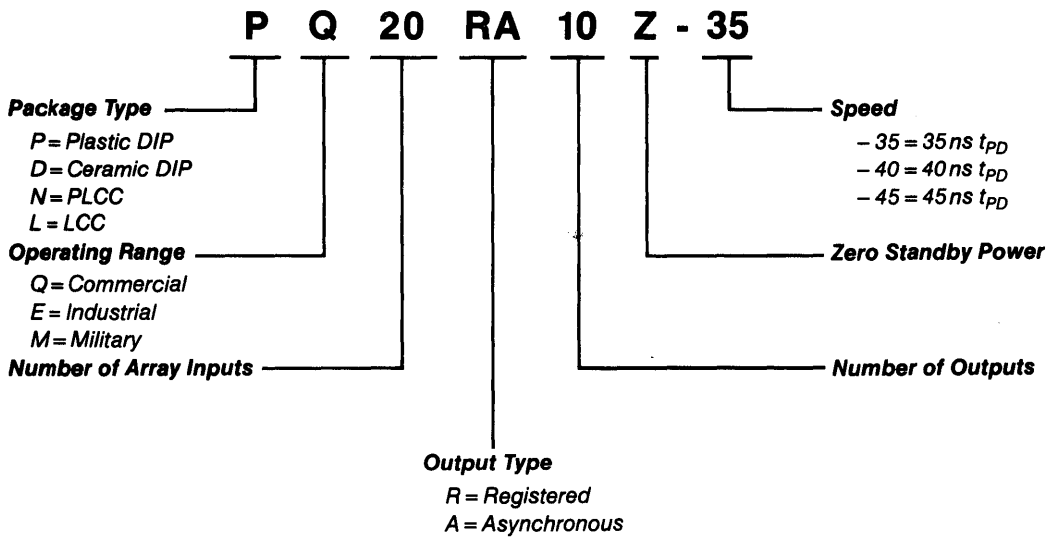 P Q 20 RA 10 Z - 35
Package Type
P = Plastic DIP
D = Ceramic DIP
N = PLCC
L = LCC
Operating Range
Q = Commercial
E = Industrial
M = Military
Number of Array Inputs
Output Type
R = Registered
A = Asynchronous
Speed
– 35 = 35 ns tPD
– 40 = 40 ns tPD
– 45 = 45 ns tPD
Zero Standby Power
Number of Outputs